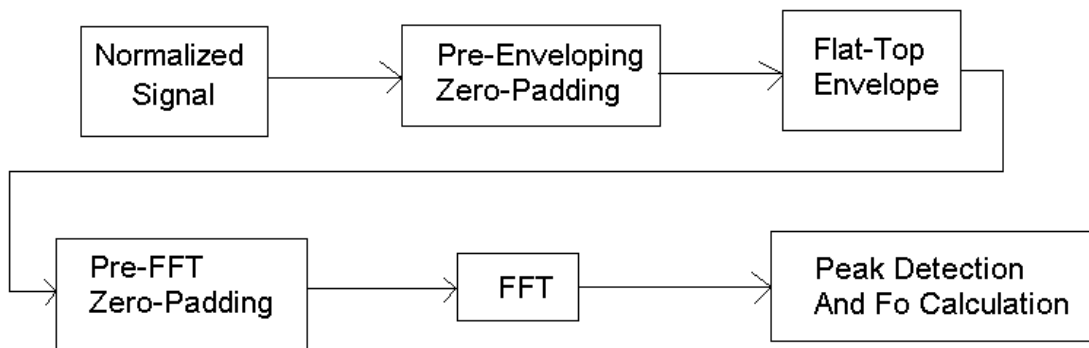 Normalized
Signal
Pre-Enveloping
Zero-Padding
Flat-Top
Envelope
Pre-FFT
Zero-Padding
FFT
Peak Detection
And Fo Calculation